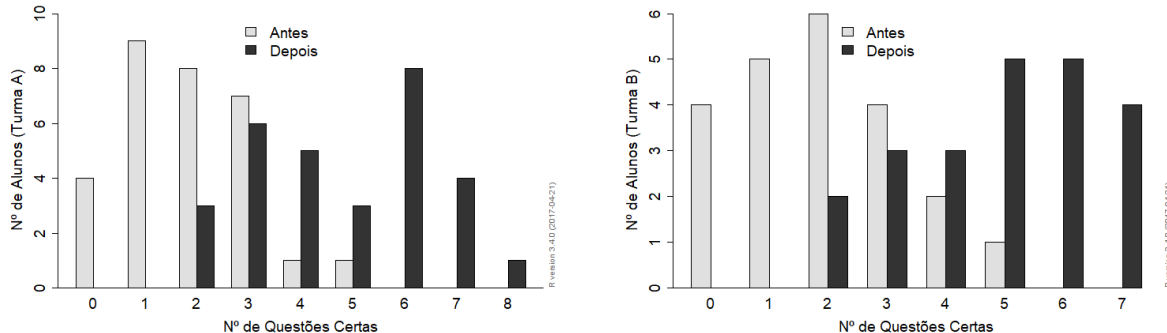 Nº de Alunos (Turma A)
10
8
6
4
2
0
Antes
Depois
0 1 2 3 4 5 6 7 8
Nº de Questões Certas
R version 3.4.0 (2017-04-21)
Nº de Alunos (Turma B)
6
5
4
3
2
1
0
Antes
Depois
0 1 2 3 4 5 6 7
Nº de Questões Certas